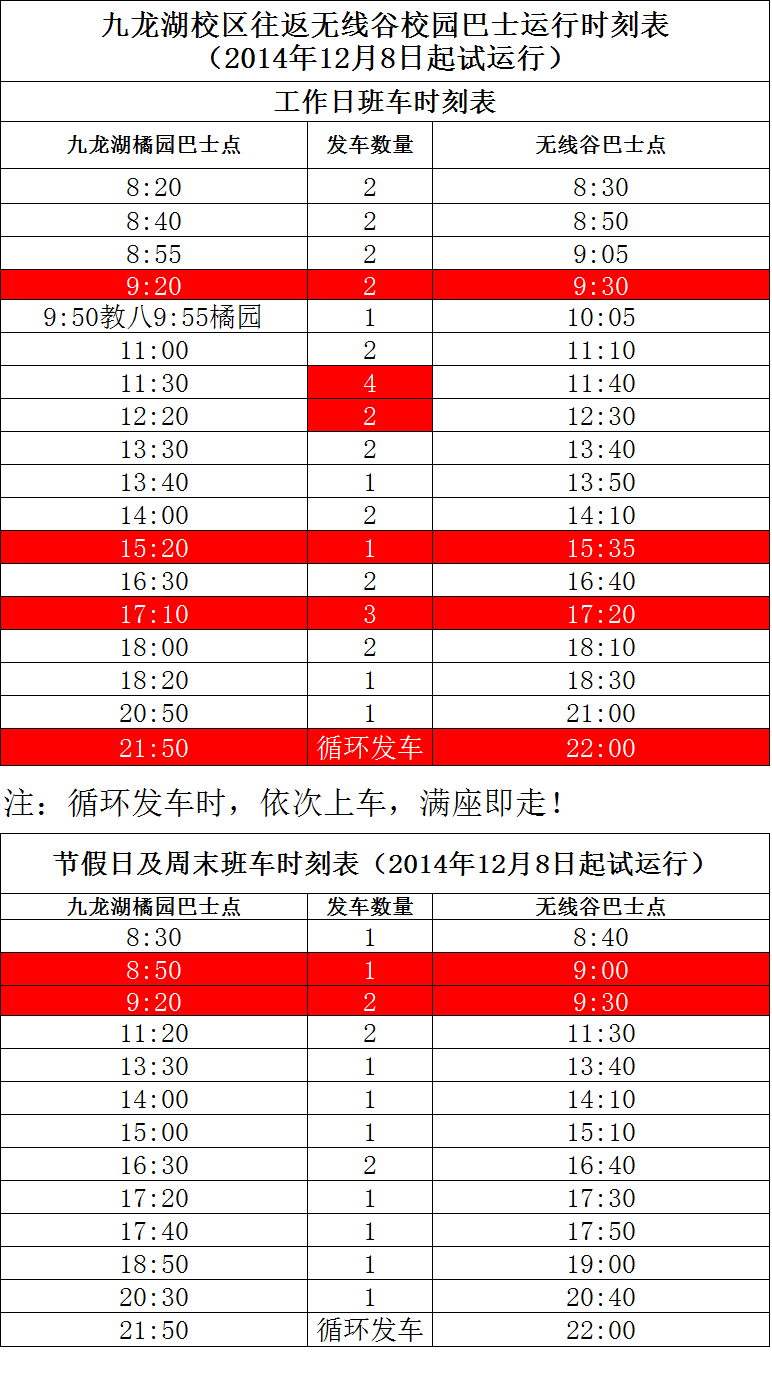 九龙湖校区往返无线谷校园巴士运行时刻表
（2014年12月8日起试运行）
工作日班车时刻表
九龙湖橘园巴士点 发车数量 无线谷巴士点
8:20 2 8:30
8:40 2 8:50
8:55 2 9:05
9:20 2 9:30
9:50教八9:55橘园 1 10:05
11:00 2 11:10
11:30 4 11:40
12:20 2 12:30
13:30 2 13:40
13:40 1 13:50
14:00 2 14:10
15:20 1 15:35
16:30 2 16:40
17:10 3 17:20
18:00 2 18:10
18:20 1 18:30
20:50 1 21:00
21:50 循环发车 22:00
注：循环发车时，依次上车，满座即走！
节假日及周末班车时刻表（2014年12月8日起试运行）
九龙湖橘园巴士点 发车数量 无线谷巴士点
8:30 1 8:40
8:50 1 9:00
9:20 2 9:30
11:20 2 11:30
13:30 1 13:40
14:00 1 14:10
15:00 1 15:10
16:30 2 16:40
17:20 1 17:30
17:40 1 17:50
18:50 1 19:00
20:30 1 20:40
21:50 循环发车 22:00